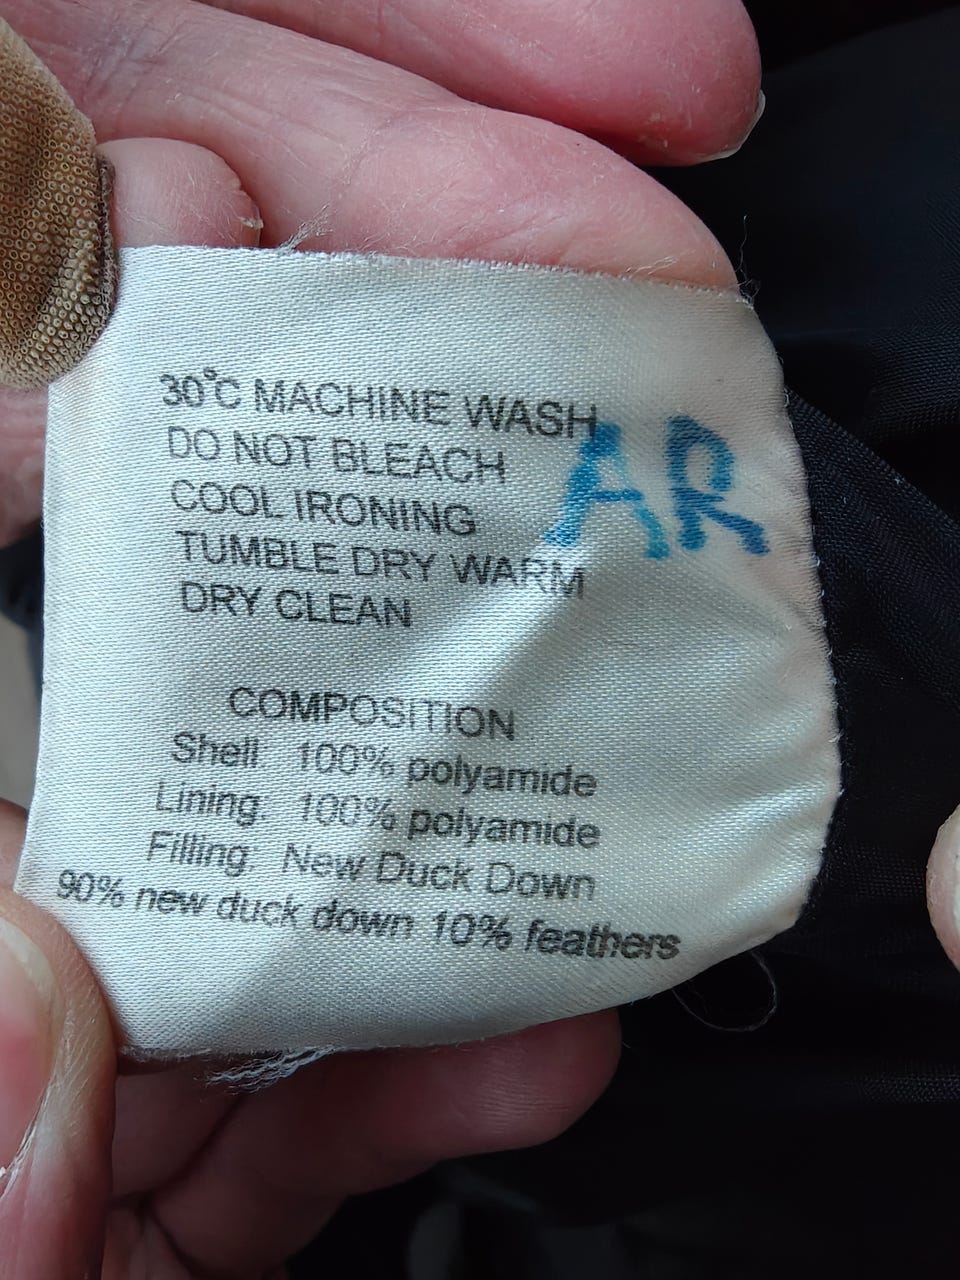 30°C MACHINE WASH
DO NOT BLEACH
COOL IRONING
TUMBLE DRY WARM
DRY CLEAN
AR
COMPOSITION
Shell: 100% polyamide
Lining: 100% polyamide
Filling: New Duck Down
90% new duck down 10% feathers